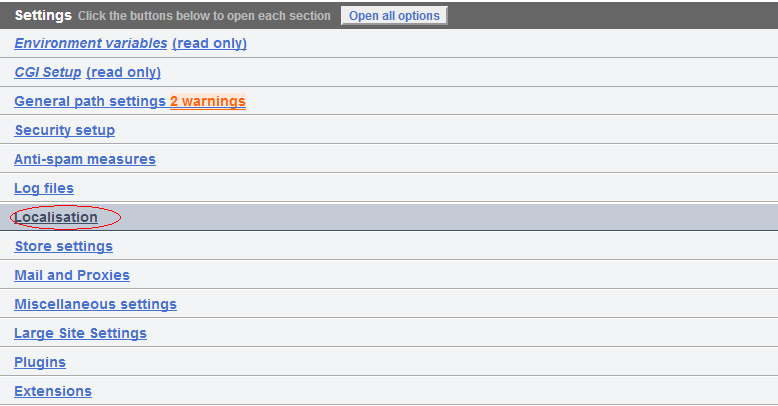 Settings Click the buttons below to open each section Open all options
Environment variables (read only)
CGI Setup (read only)
General path settings 2 warnings
Security setup
Anti-spam measures
Log files
Localisation
Store settings
Mail and Proxies
Miscellaneous settings
Large Site Settings
Plugins
Extensions